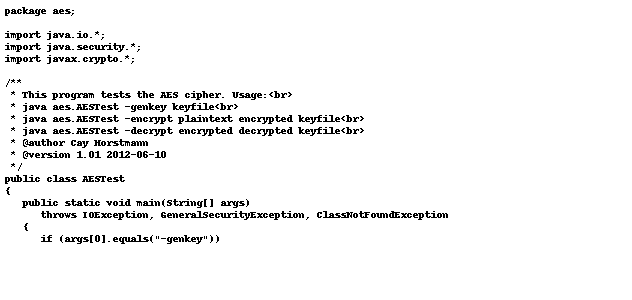 package aes;

import java.io.*;
import java.security.*;
import javax.crypto.*;

/**
 * This program tests the AES cipher. Usage:<br>
 * java aes.AESTest -genkey keyfile<br>
 * java aes.AESTest -encrypt plaintext encrypted keyfile<br>
 * java aes.AESTest -decrypt encrypted decrypted keyfile<br>
 * @author Cay Horstmann
 * @version 1.01 2012-06-10
 */
public class AESTest
{
   public static void main(String[] args)
      throws IOException, GeneralSecurityException, ClassNotFoundException
   {
      if (args[0].equals("-genkey"))